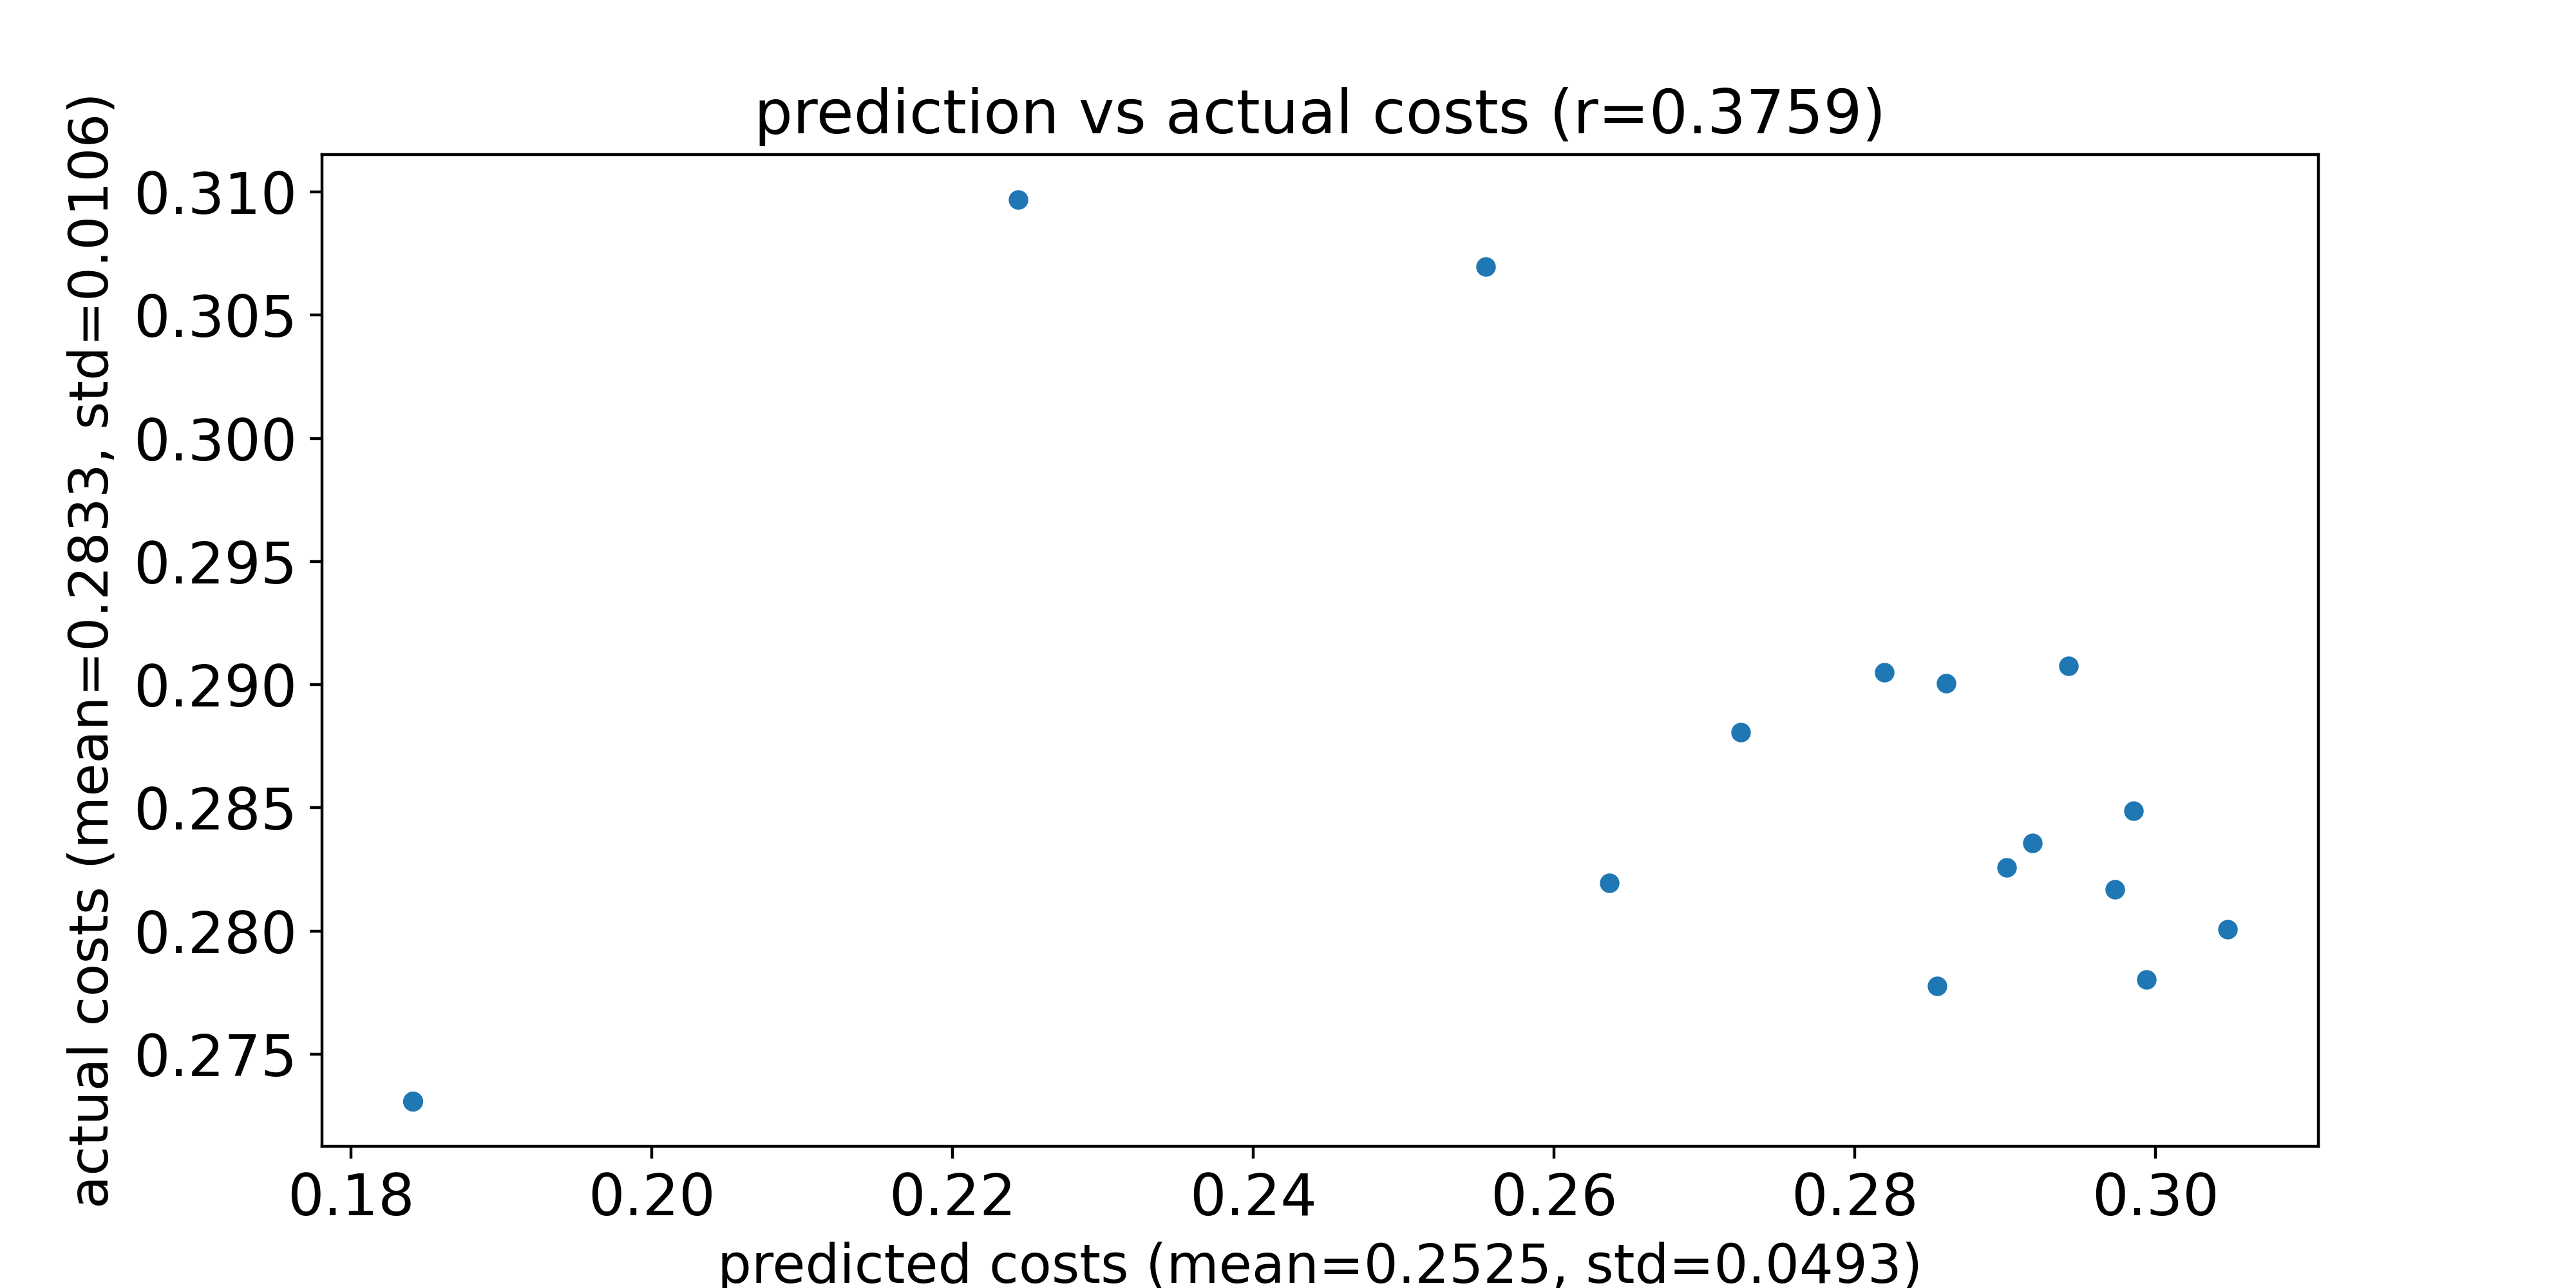 prediction vs actual costs (r=0.3759)
actual costs (mean=0.2833, std=0.0106)
0.310
0.305
0.300
0.295
0.290
0.285
0.280
0.275
0.18 0.20 0.22 0.24 0.26 0.28 0.30
predicted costs (mean=0.2525, std=0.0493)